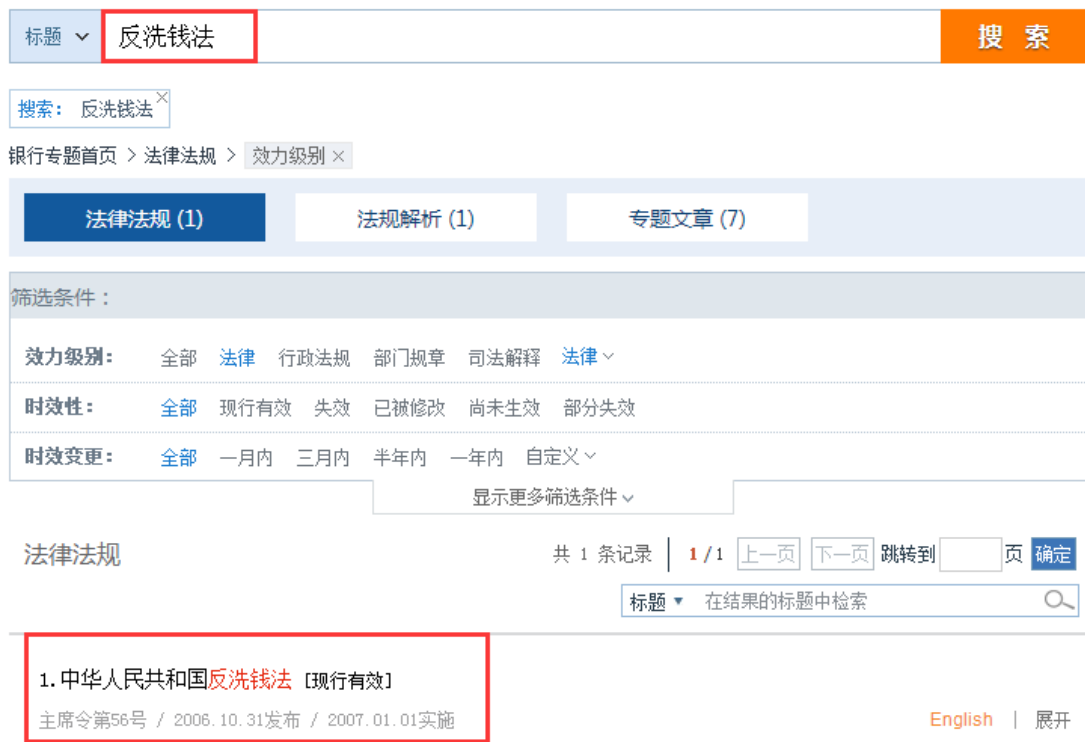 标题 反洗钱法 搜 索
搜索： 反洗钱法
银行专题首页 > 法律法规 > 效力级别
法律法规 (1) 法规解析 (1) 专题文章 (7)
筛选条件：
效力级别： 全部 法律 行政法规 部门规章 司法解释 法律
时效性： 全部 现行有效 失效 已被修改 尚未生效 部分失效
时效变更： 全部 一月内 三月内 半年内 一年内 自定义
显示更多筛选条件
法律法规 共 1 条记录 | 1/1 上一页 下一页 跳转到 页 确定
标题 在结果的标题中检索
1.中华人民共和国反洗钱法 [现行有效]
主席令第56号 / 2006.10.31发布 / 2007.01.01实施 English | 展开